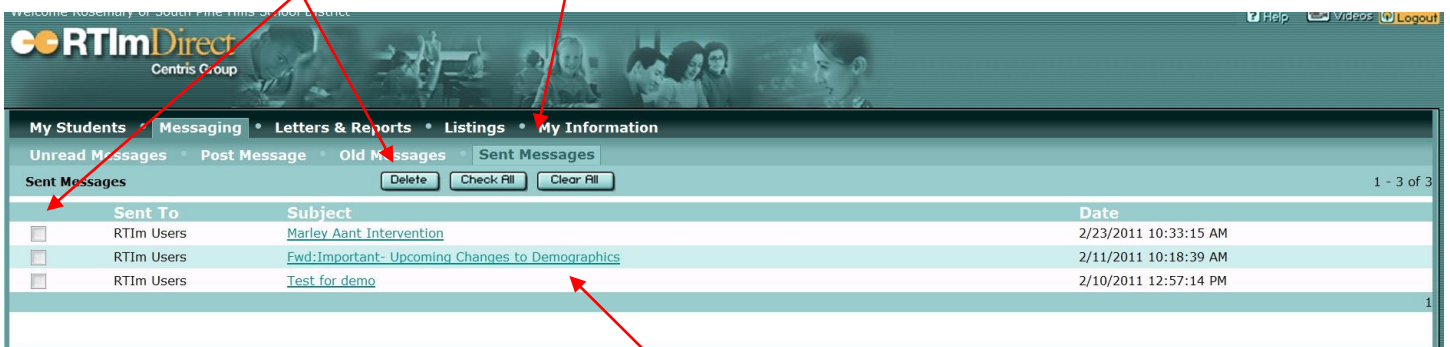 Welcome Rosemary of South Pine Hills School District
Help Videos Logout
RTImDirect
Centris Group
My Students • Messaging • Letters & Reports • Listings • My Information
Unread Messages • Post Message • Old Messages • Sent Messages
Sent Messages Delete Check All Clear All 1 - 3 of 3
Sent To Subject Date
RTIm Users Marley Aant Intervention 2/23/2011 10:33:15 AM
RTIm Users Fwd:Important- Upcoming Changes to Demographics 2/11/2011 10:18:39 AM
RTIm Users Test for demo 2/10/2011 12:57:14 PM
1